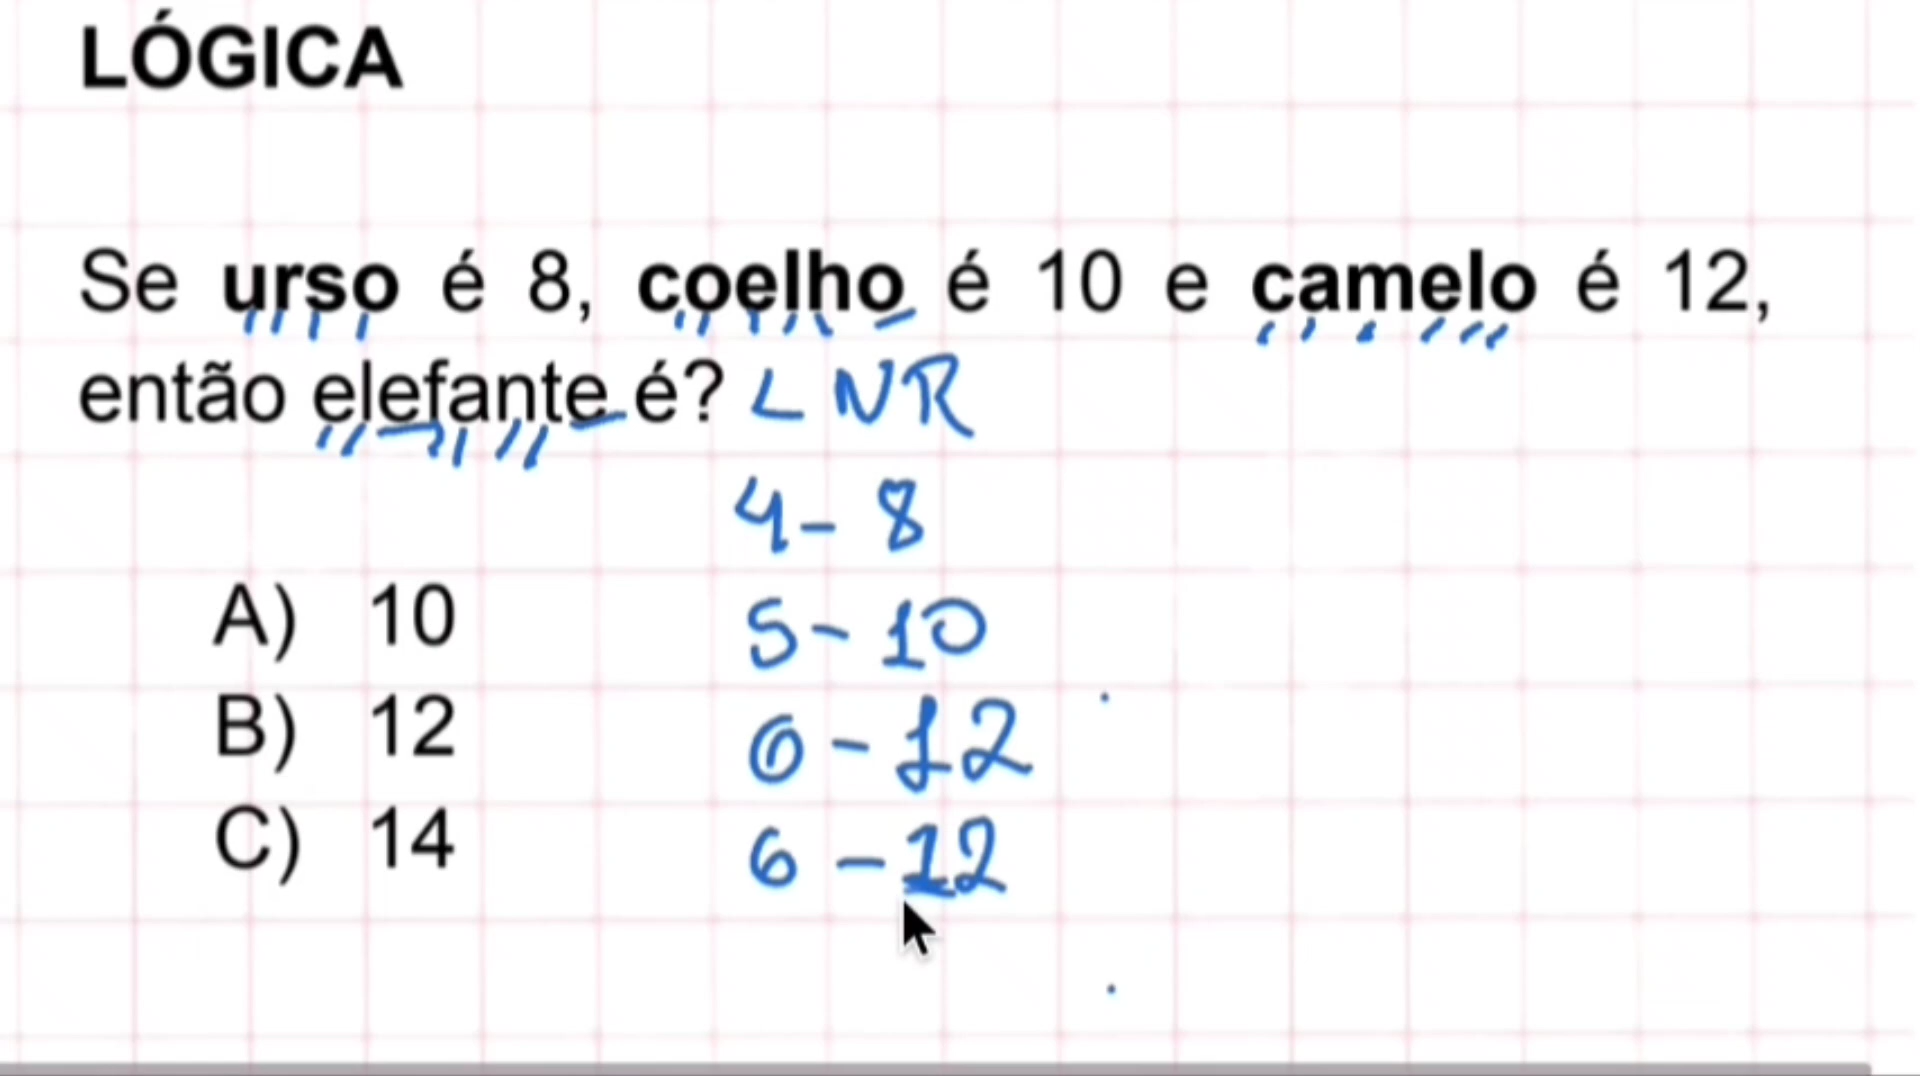 LÓGICA
Se urso é 8, coelho é 10 e camelo é 12,
então elefante é? LNR
4 - 8
A) 10
5 - 10
B) 12
6 - 12
C) 14
6 - 12